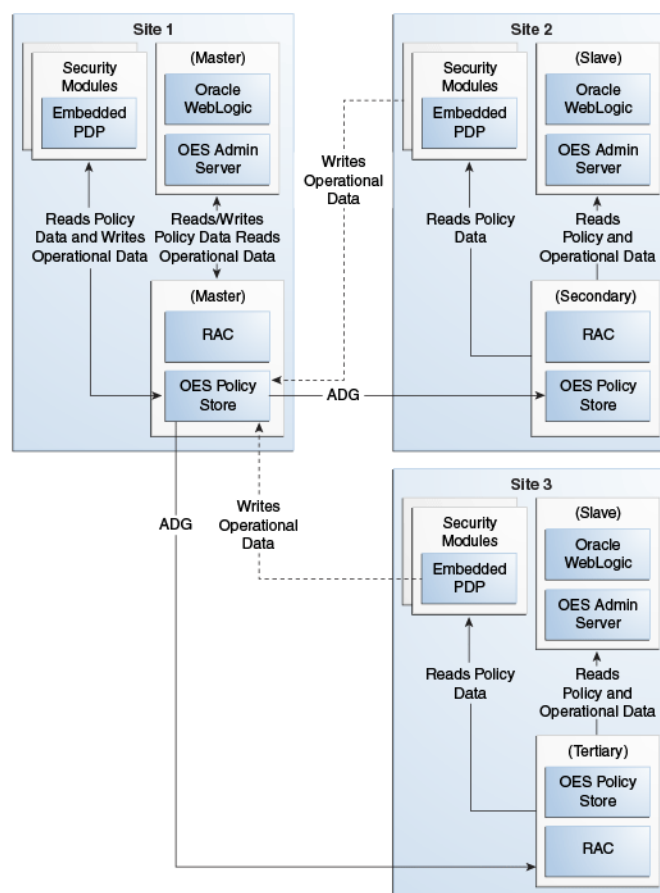 Site 1
(Master)
Security
Modules
Embedded
PDP
Oracle
WebLogic
OES Admin
Server
Reads Policy
Data and Writes
Operational Data
Reads/Writes
Policy Data Reads
Operational Data
(Master)
RAC
OES Policy
Store
ADG
ADG
Writes
Operational
Data
Site 2
(Slave)
Security
Modules
Embedded
PDP
Oracle
WebLogic
OES Admin
Server
Reads Policy
Data
Reads
Policy and
Operational Data
(Secondary)
RAC
OES Policy
Store
Writes
Operational
Data
Site 3
(Slave)
Security
Modules
Embedded
PDP
Oracle
WebLogic
OES Admin
Server
Reads Policy
Data
Reads
Policy and
Operational Data
(Tertiary)
OES Policy
Store
RAC